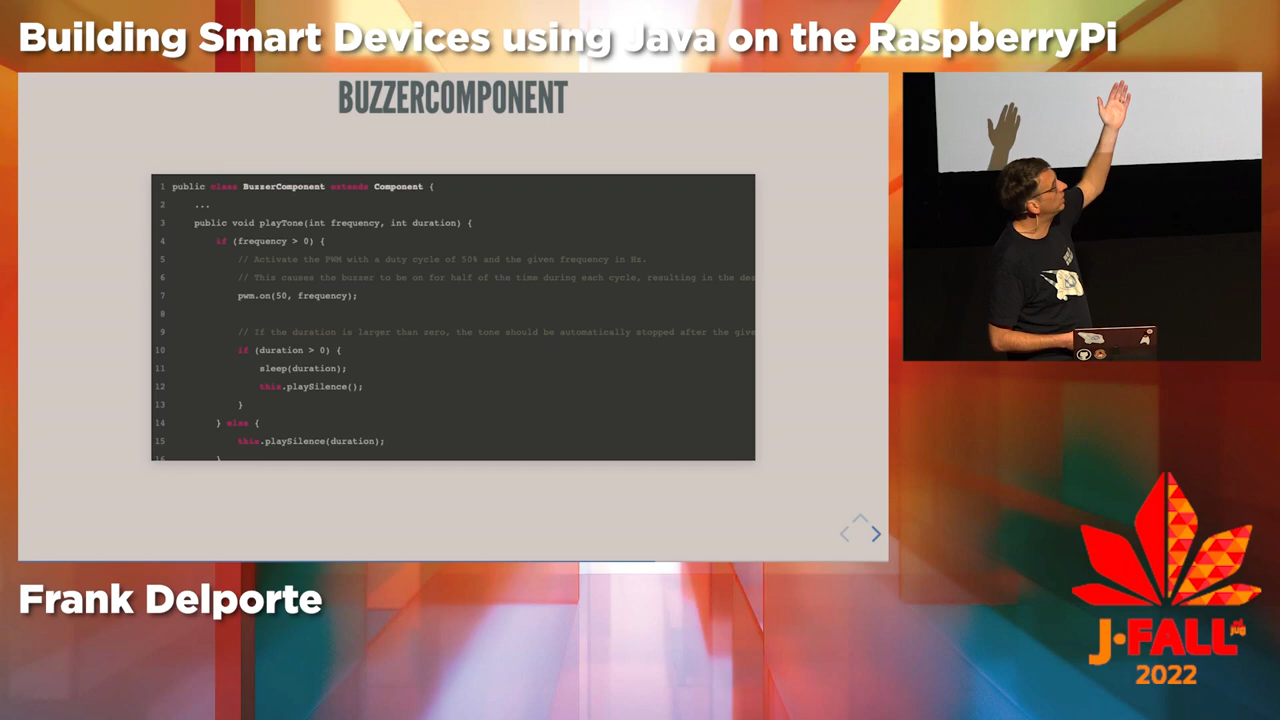 Building Smart Devices using Java on the RaspberryPi
BUZZERCOMPONENT
1 public class BuzzerComponent extends Component {
2 ...
3 public void playTone(int frequency, int duration) {
4 if (frequency > 0) {
5 // Activate the PWM with a duty cycle of 50% and the given frequency in Hz.
6 // This causes the buzzer to be on for half of the time during each cycle, resulting in the des
7 pwm.on(50, frequency);
8
9 // If the duration is larger than zero, the tone should be automatically stopped after the give
10 if (duration > 0) {
11 sleep(duration);
12 this.playSilence();
13 }
14 } else {
15 this.playSilence(duration);
16 }
Frank Delporte
J-FALL
nljug
2022